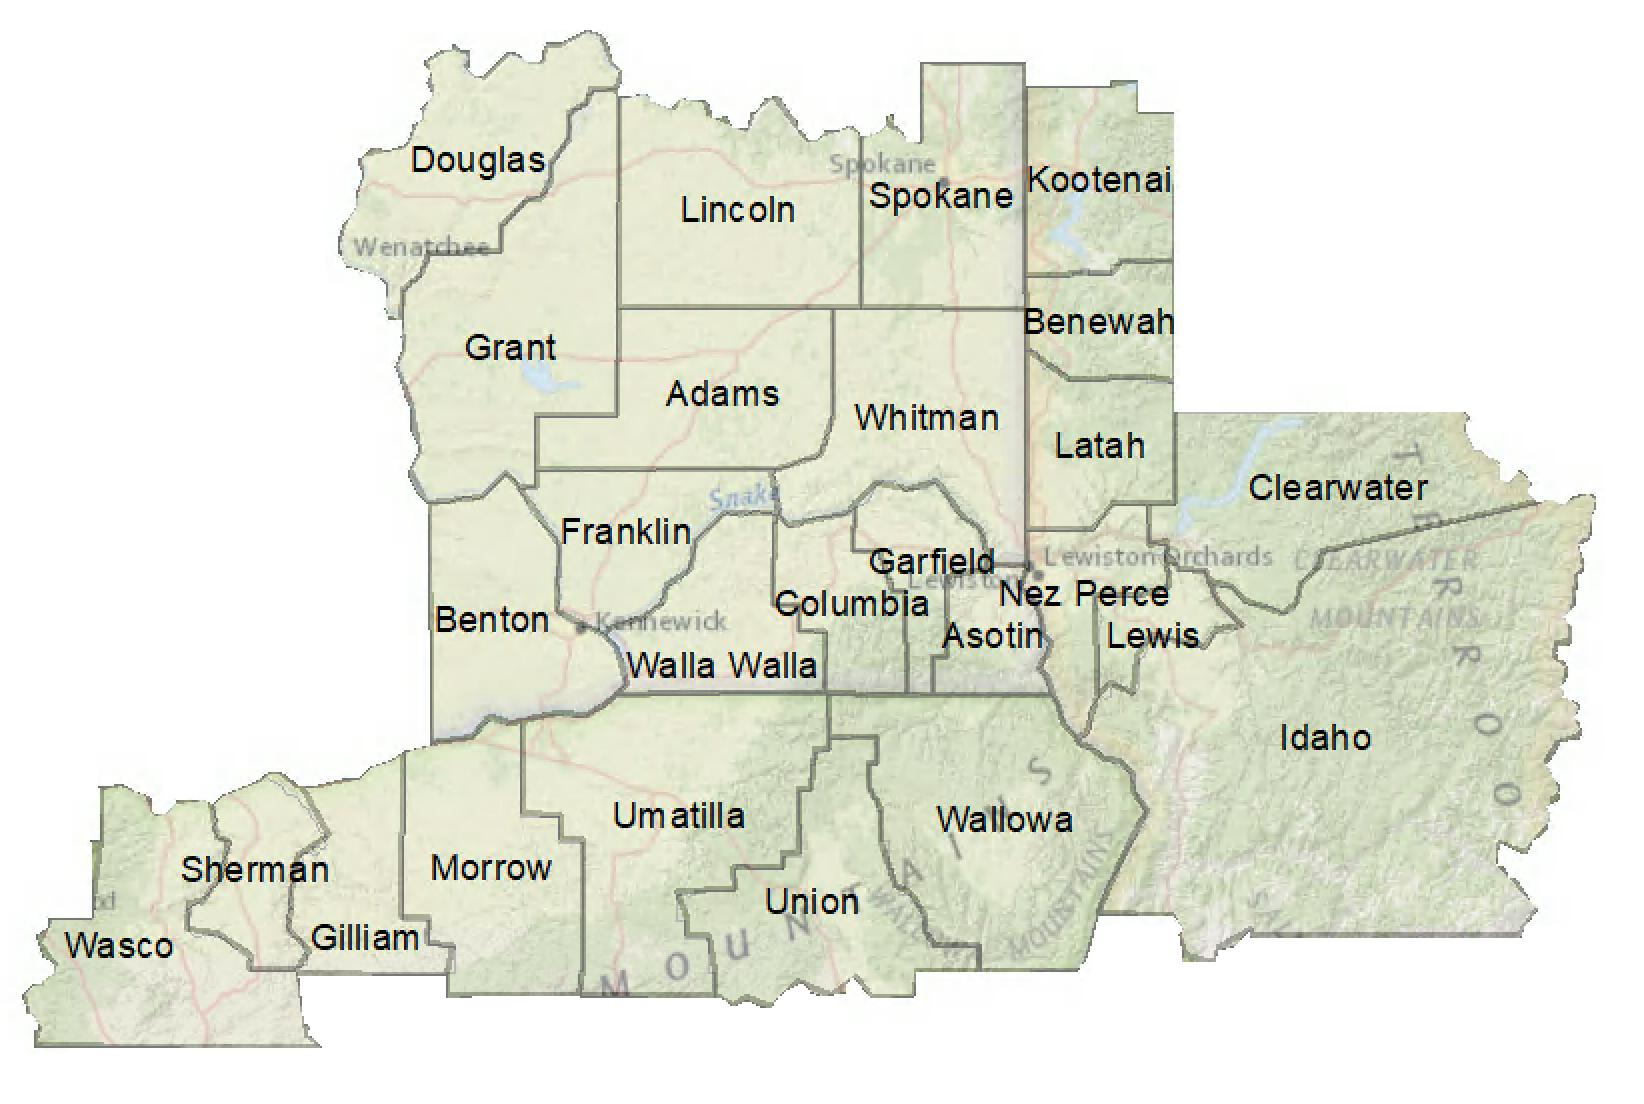 Douglas
Spokane
Kootenai
Spokane
Lincoln
Wenatchee
Benewah
Grant
Adams
Whitman
Latah
Clearwater
Snake
Franklin
Garfield
Lewiston Orchards
CLEARWATER
MOUNTAINS
Lewiston
Nez Perce
Columbia
Benton
Kennewick
Asotin
Lewis
Walla Walla
Idaho
Umatilla
Wallowa
Sherman
Morrow
Union
Gilliam
Wasco
MOUNTAINS
WALLOWA
MOUNTAINS